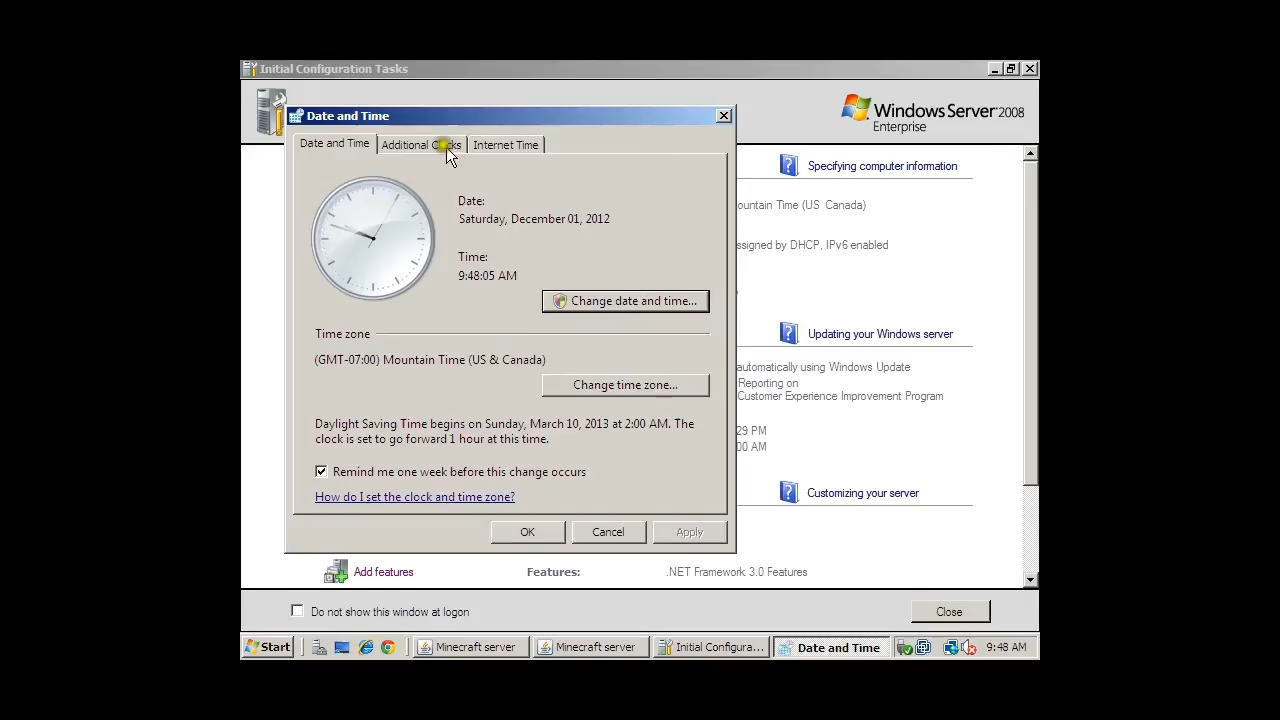 Initial Configuration Tasks
Date and Time
Windows Server 2008
Enterprise
Date and Time
Additional Clocks
Internet Time
Specifying computer information
Date:
Saturday, December 01, 2012
Time:
9:48:05 AM
Change date and time...
ountain Time (US Canada)
ssigned by DHCP, IPv6 enabled
Time zone
(GMT-07:00) Mountain Time (US & Canada)
Change time zone...
Updating your Windows server
automatically using Windows Update
Reporting on
Customer Experience Improvement Program
Daylight Saving Time begins on Sunday, March 10, 2013 at 2:00 AM. The
clock is set to go forward 1 hour at this time.
29 PM
00 AM
Remind me one week before this change occurs
How do I set the clock and time zone?
Customizing your server
OK
Cancel
Apply
Add features
Features:
.NET Framework 3.0 Features
Do not show this window at logon
Close
Start
Minecraft server
Minecraft server
Initial Configura...
Date and Time
9:48 AM